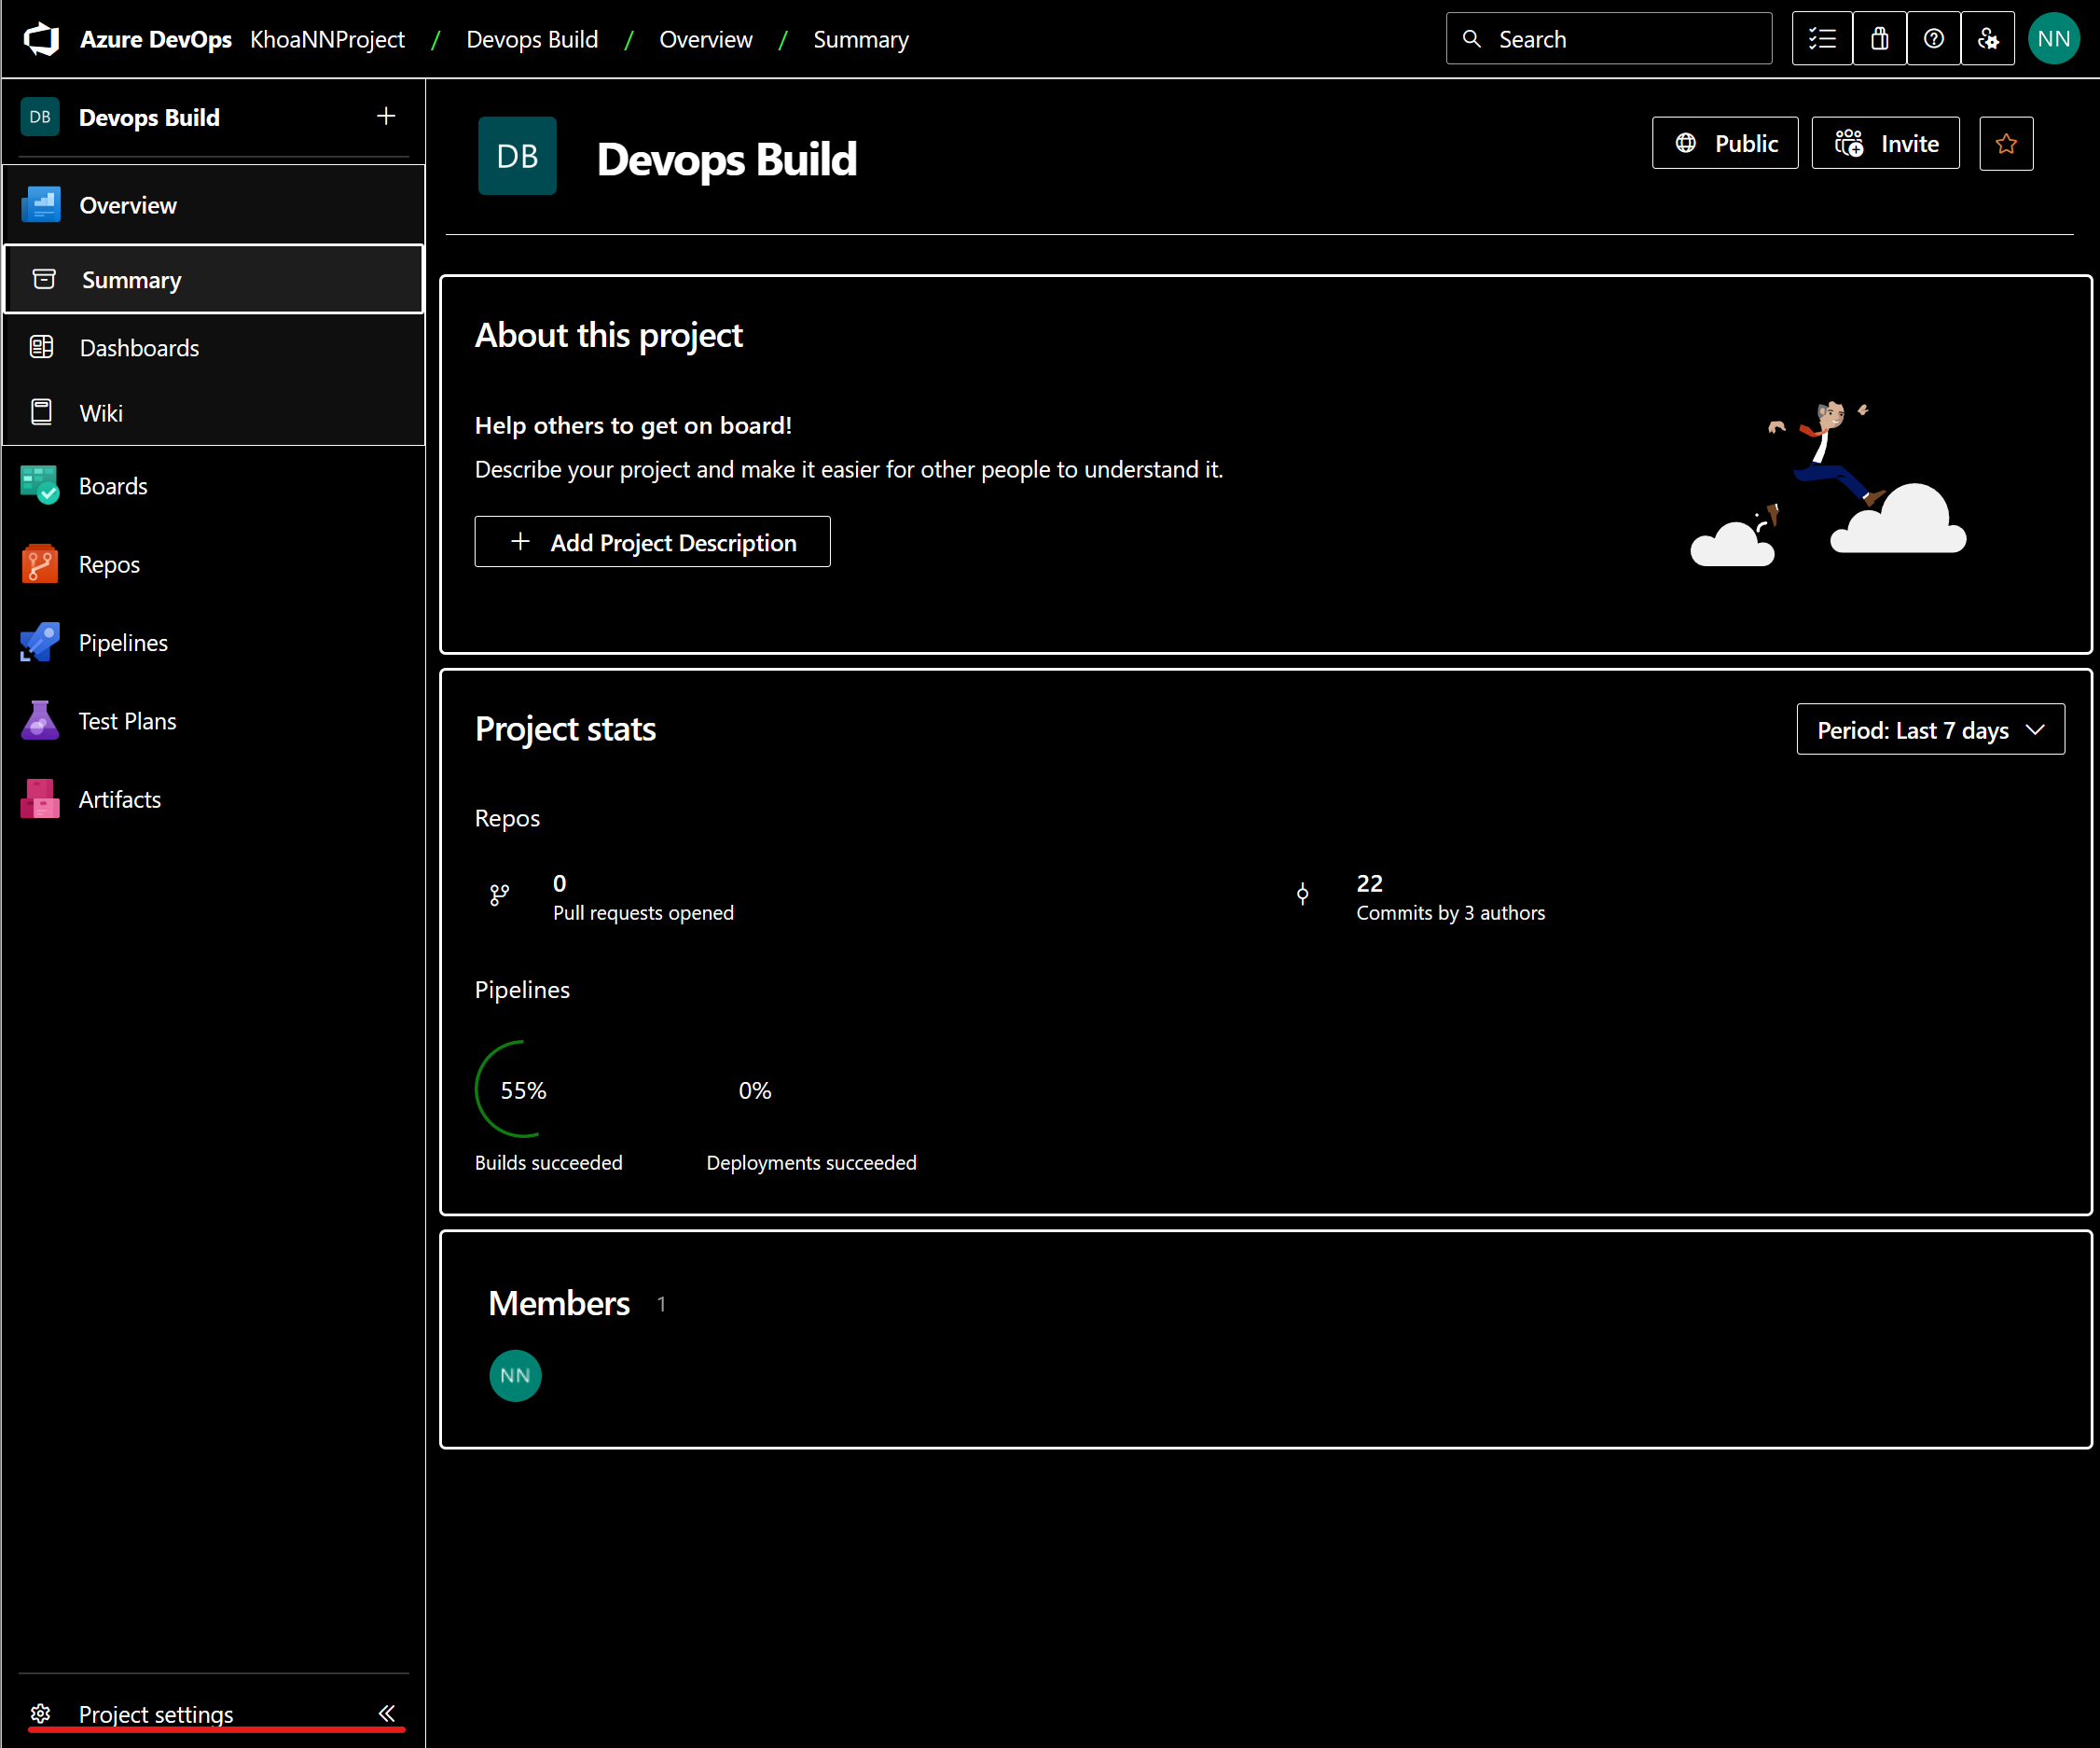 Azure DevOps KhoaNNProject / Devops Build / Overview / Summary
Search
NN
DB Devops Build
Overview
Summary
Dashboards
Wiki
Boards
Repos
Pipelines
Test Plans
Artifacts
Project settings
DB Devops Build
Public
Invite
About this project
Help others to get on board!
Describe your project and make it easier for other people to understand it.
Add Project Description
Project stats
Period: Last 7 days
Repos
0
Pull requests opened
22
Commits by 3 authors
Pipelines
55%
Builds succeeded
0%
Deployments succeeded
Members 1
NN